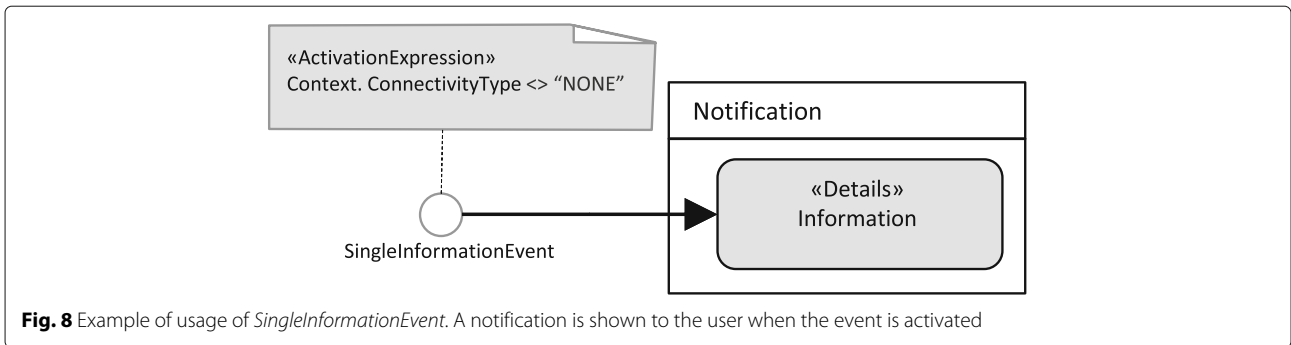 «ActivationExpression»
Context. ConnectivityType <> “NONE”
Notification
«Details»
Information
SingleInformationEvent
Fig. 8 Example of usage of SingleInformationEvent. A notification is shown to the user when the event is activated